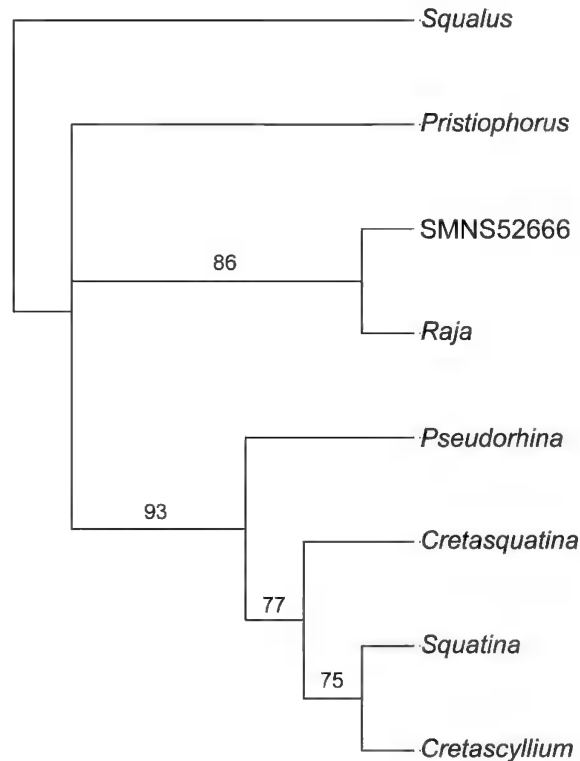 Squalus
Pristiophorus
SMNS52666
86
Raja
Pseudorhina
93
Cretasquatina
77
Squatina
75
Cretascyllium